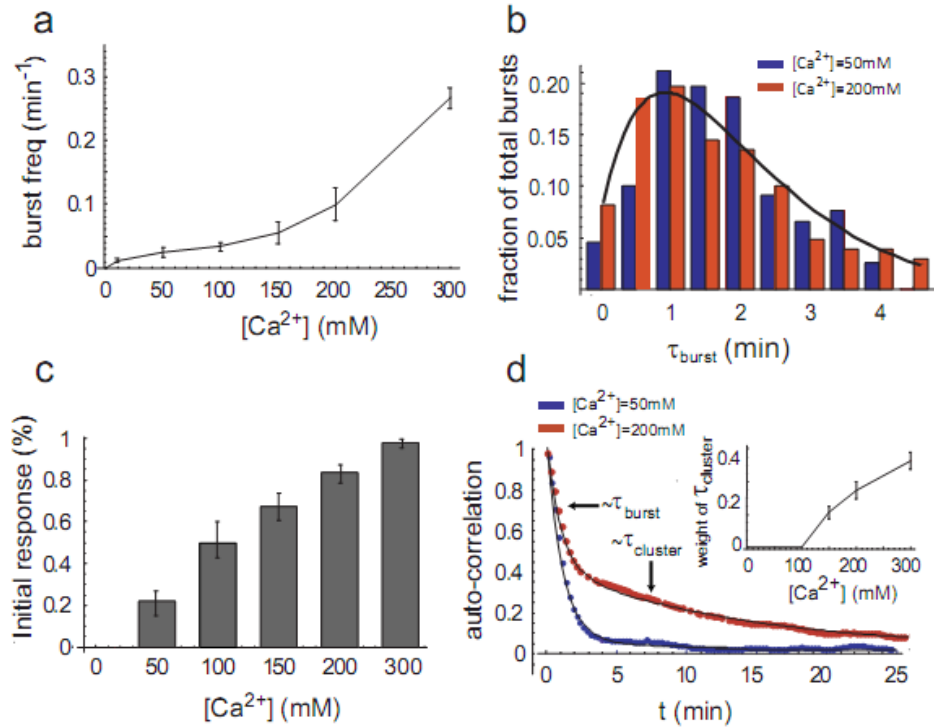 a
burst freq (min⁻¹)
0.3
0.2
0.1
0
0 50 100 150 200 300
[Ca²⁺] (mM)
b
[Ca²⁺]=50mM
[Ca²⁺]=200mM
fraction of total bursts
0.20
0.15
0.10
0.05
0 1 2 3 4
τburst (min)
c
Initial response (%)
1
0.8
0.6
0.4
0.2
0
0 50 100 150 200 300
[Ca²⁺] (mM)
d
[Ca²⁺]=50mM
[Ca²⁺]=200mM
auto-correlation
1
0.8
0.6
0.4
0.2
0
0 5 10 15 20 25
t (min)
~τburst
~τcluster
weight of τcluster
0.4
0.2
0
0 100 200 300
[Ca²⁺] (mM)